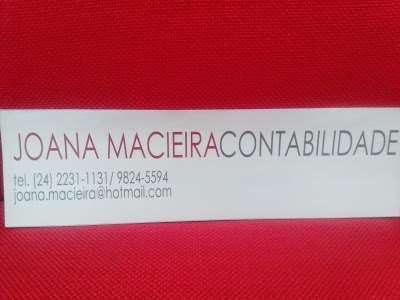 JOANA MACIEIRACONTABILIDADE
tel. (24) 2231-1131/ 9824-5594
joana.macieira@hotmail.com